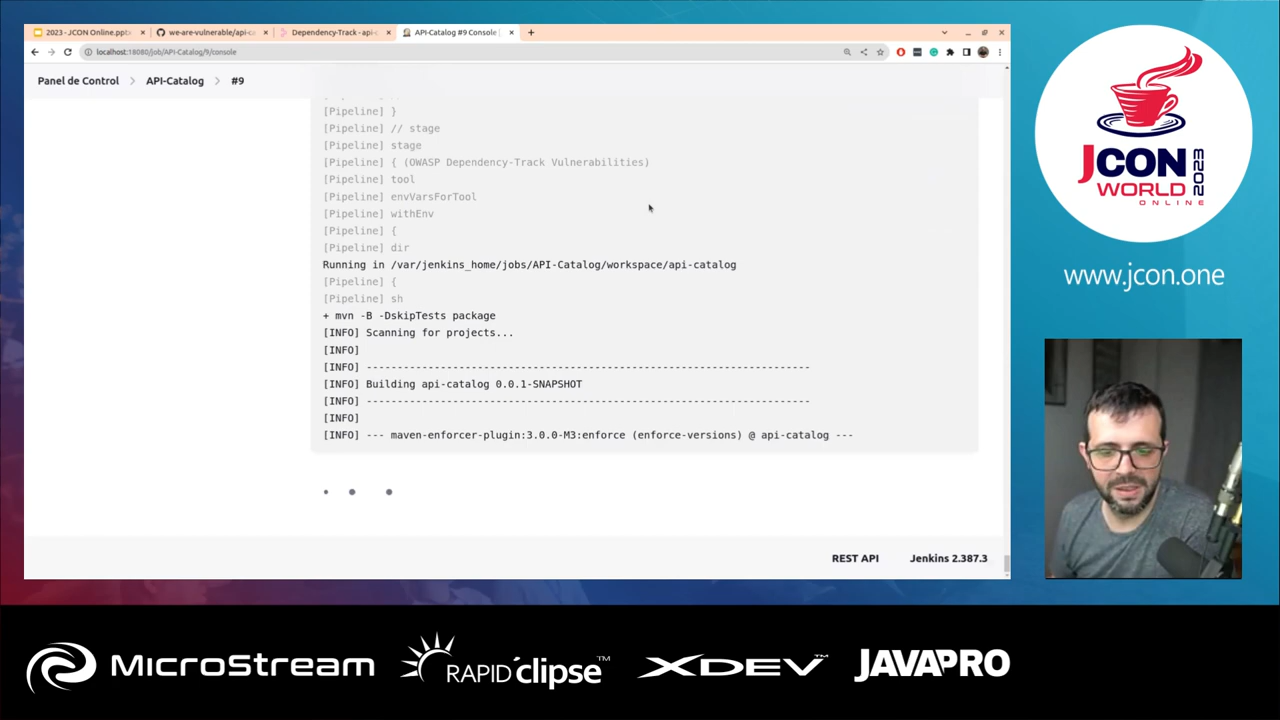 2023 - JCON Online.pptx
we-are-vulnerable/api-c
Dependency-Track - api-c
API-Catalog #9 Console
localhost:18080/job/API-Catalog/9/console
Panel de Control
API-Catalog
#9
[Pipeline] }
[Pipeline] // stage
[Pipeline] stage
[Pipeline] { (OWASP Dependency-Track Vulnerabilities)
[Pipeline] tool
[Pipeline] envVarsForTool
[Pipeline] withEnv
[Pipeline] {
[Pipeline] dir
Running in /var/jenkins_home/jobs/API-Catalog/workspace/api-catalog
[Pipeline] {
[Pipeline] sh
+ mvn -B -DskipTests package
[INFO] Scanning for projects...
[INFO]
[INFO] ------------------------------------------------------------------------
[INFO] Building api-catalog 0.0.1-SNAPSHOT
[INFO] ------------------------------------------------------------------------
[INFO]
[INFO] --- maven-enforcer-plugin:3.0.0-M3:enforce (enforce-versions) @ api-catalog ---
REST API
Jenkins 2.387.3
JCON
WORLD
2023
ONLINE
www.jcon.one
MicroStream
RAPID'clipse™
XDEV™
JAVAPRO